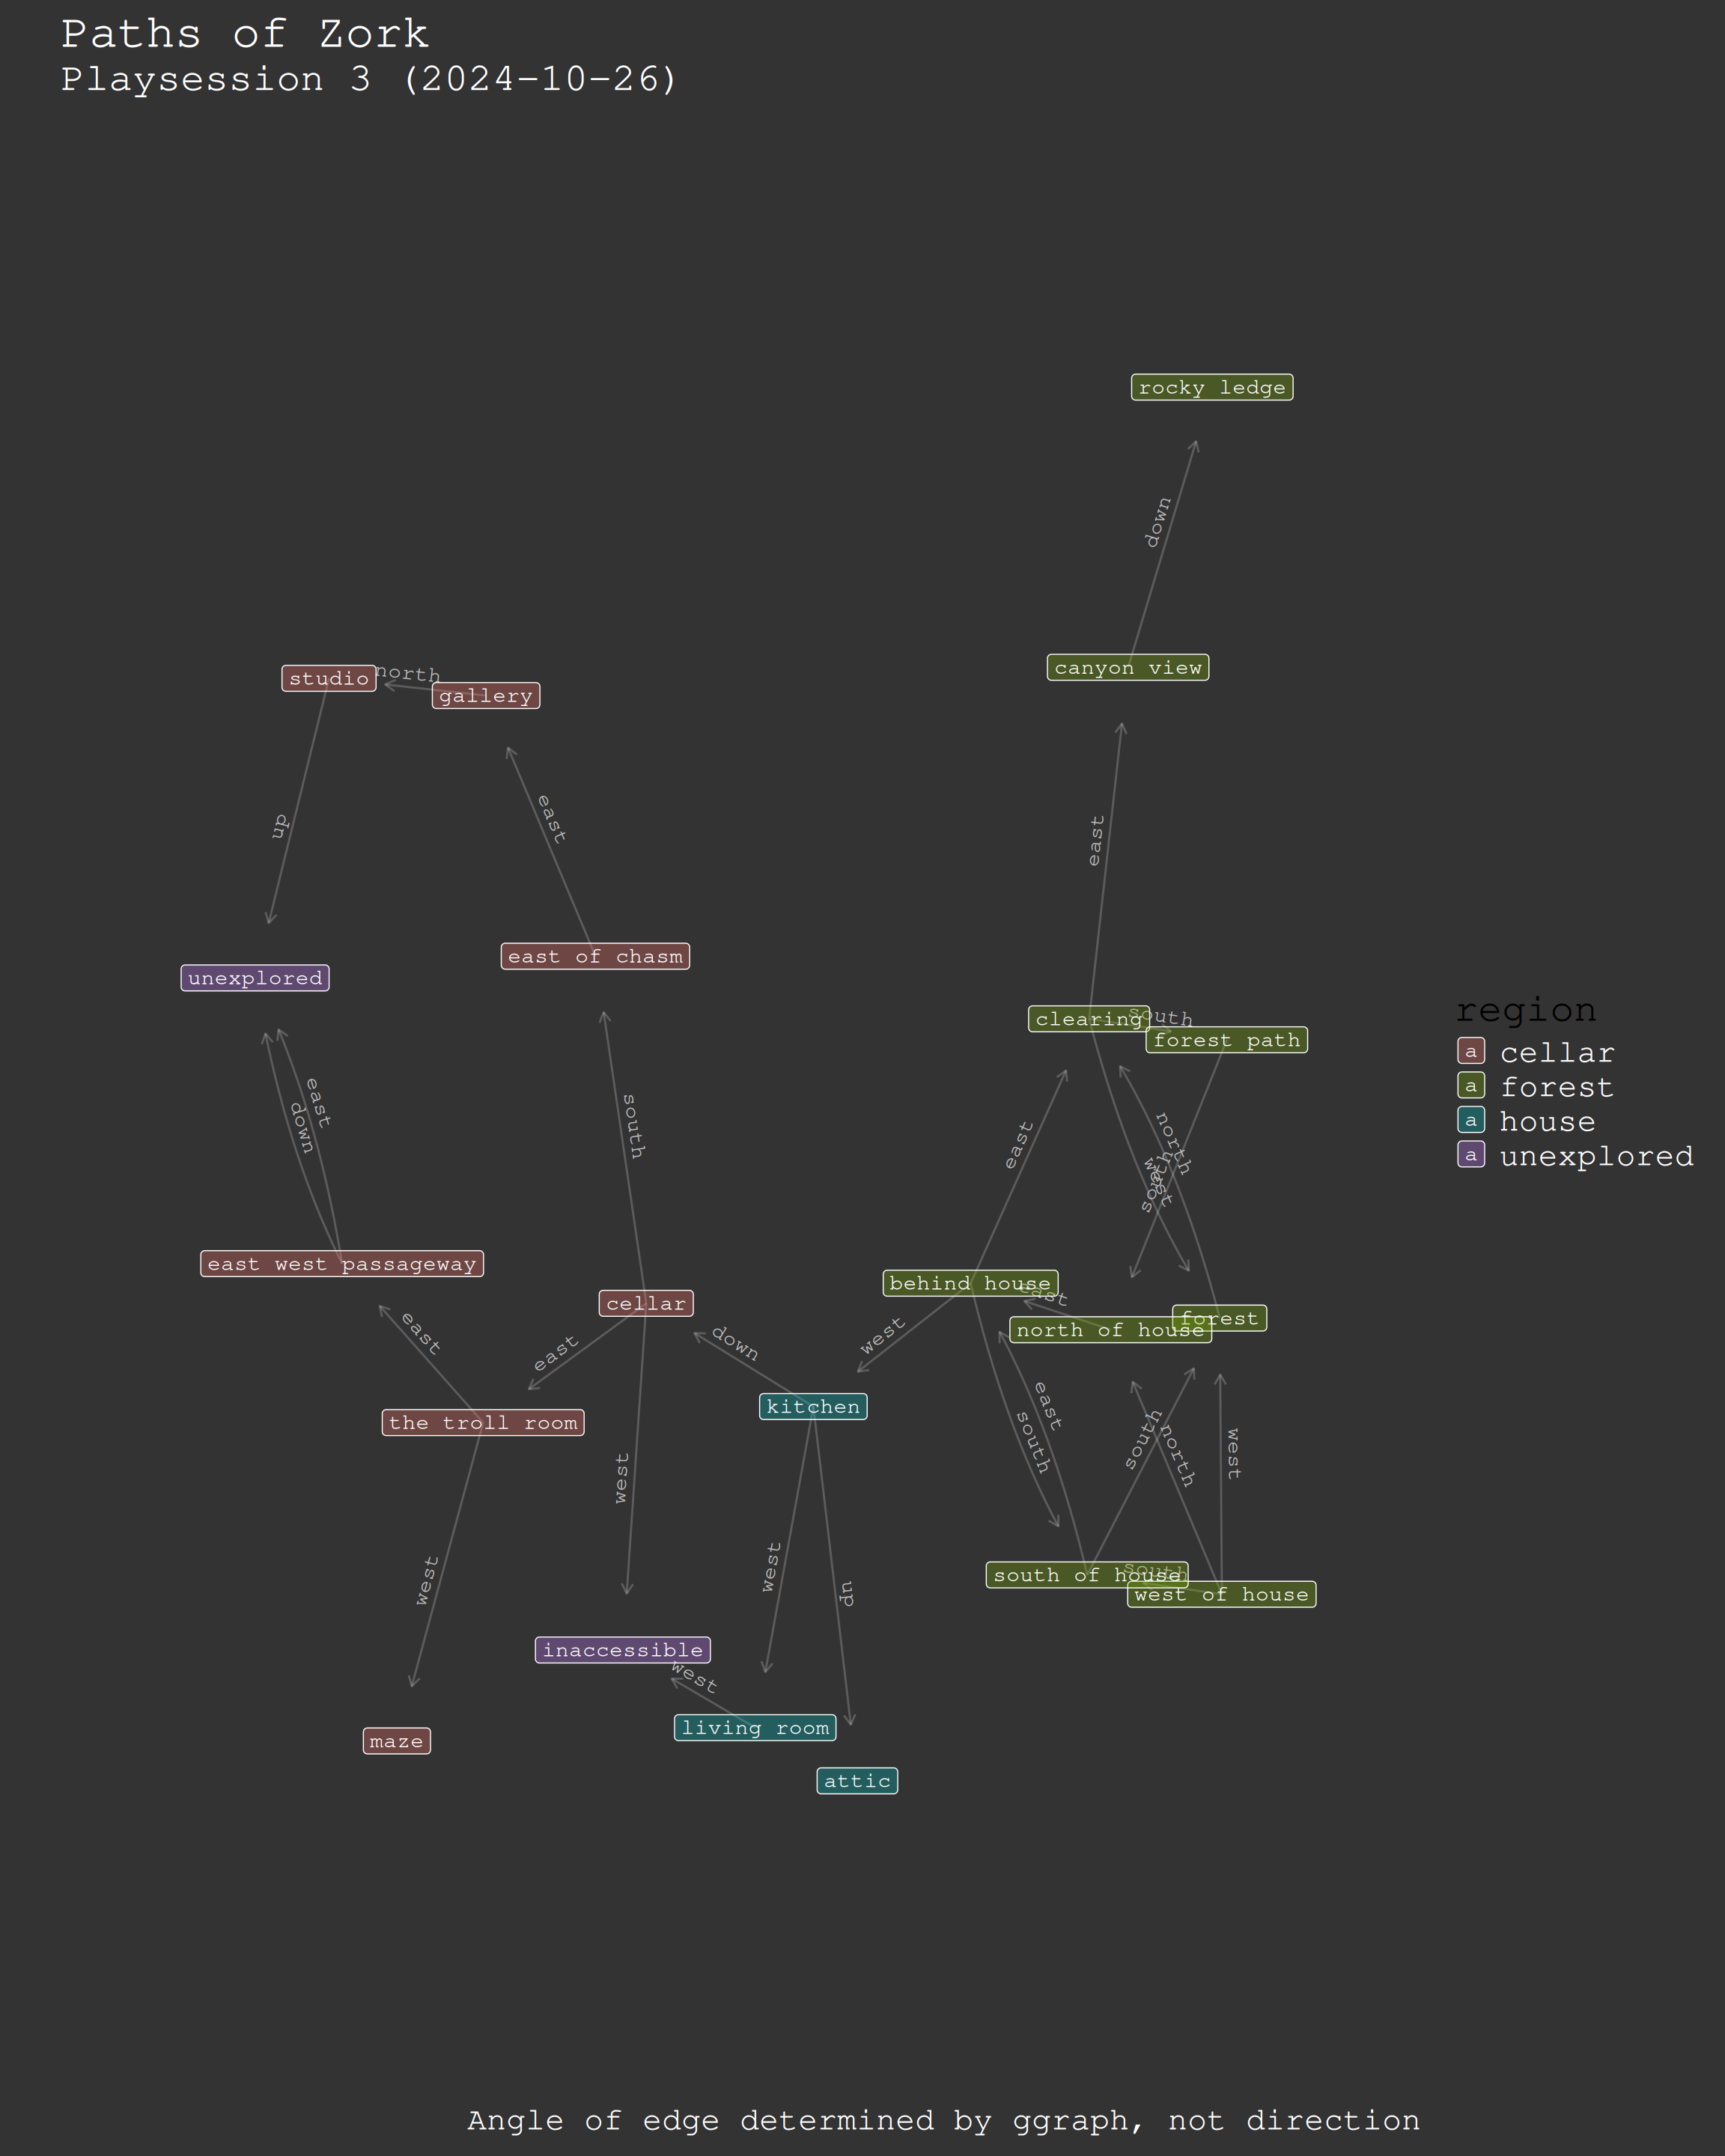 Paths of Zork
Playsession 3 (2024-10-26)
rocky ledge
down
canyon view
studio
north
gallery
east
up
east
east of chasm
unexplored
clearing
south
forest path
region
a cellar
a forest
a house
a unexplored
east
down
south
east
north
south
west
east west passageway
behind house
east
cellar
forest
north of house
east
east
down
west
kitchen
the troll room
east
south
south
north
west
west
west
west
up
south of house
south
west of house
inaccessible
west
living room
maze
attic
Angle of edge determined by ggraph, not direction